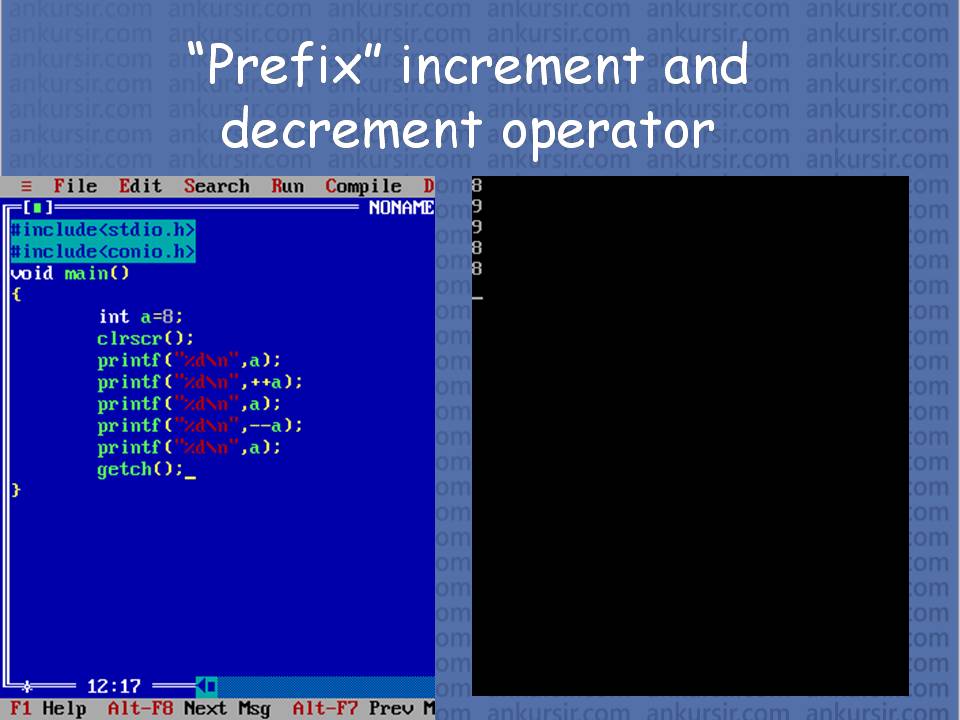 “Prefix” increment and
decrement operator
≡ File Edit Search Run Compile D
[■] NONAME
#include<stdio.h>
#include<conio.h>
void main()
{
int a=8;
clrscr();
printf("%d\n",a);
printf("%d\n",++a);
printf("%d\n",a);
printf("%d\n",--a);
printf("%d\n",a);
getch();_
}
12:17
F1 Help Alt-F8 Next Msg Alt-F7 Prev M
8
9
9
8
8
_
ankursir.com